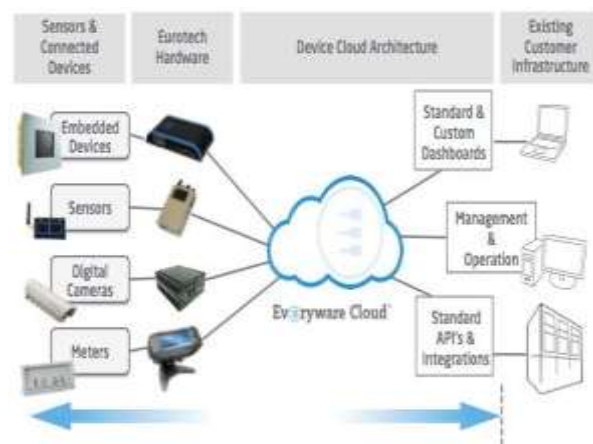 Sensors &
Connected
Devices
Eurotech
Hardware
Device Cloud Architecture
Existing
Customer
Infrastructure
Embedded
Devices
Sensors
Digital
Cameras
Meters
Everyware Cloud
Standard &
Custom
Dashboards
Management
&
Operation
Standard
API's &
Integrations